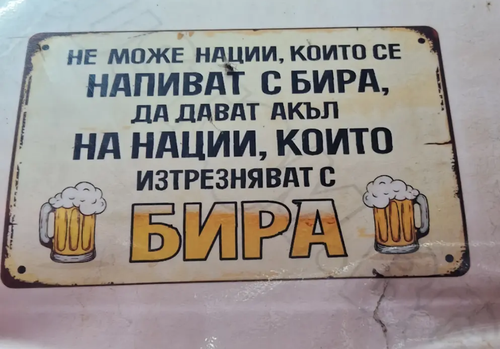 НЕ МОЖЕ НАЦИИ, КОИТО СЕ
НАПИВАТ С БИРА,
ДА ДАВАТ АКЪЛ
НА НАЦИИ, КОИТО
ИЗТРЕЗНЯВАТ С
БИРА